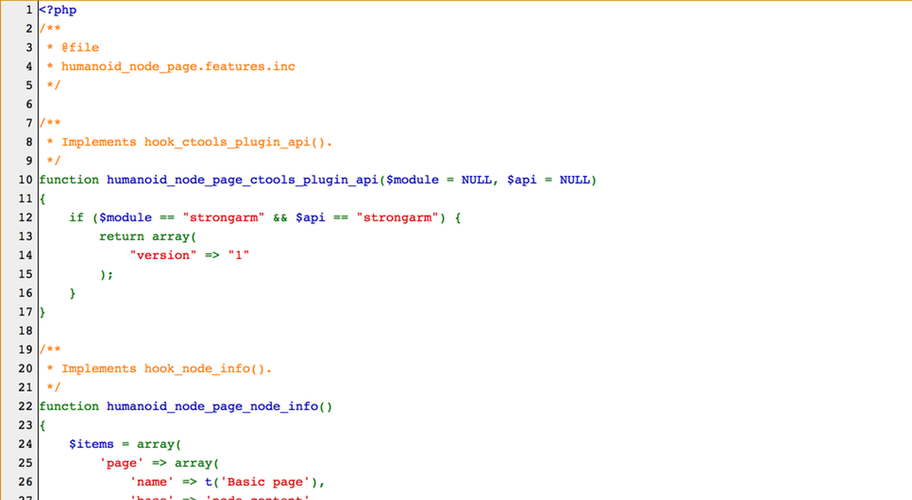 1 <?php
2 /**
3  * @file
4  * humanoid_node_page.features.inc
5  */
6
7 /**
8  * Implements hook_ctools_plugin_api().
9  */
10 function humanoid_node_page_ctools_plugin_api($module = NULL, $api = NULL)
11 {
12     if ($module == "strongarm" && $api == "strongarm") {
13         return array(
14             "version" => "1"
15         );
16     }
17 }
18
19 /**
20  * Implements hook_node_info().
21  */
22 function humanoid_node_page_node_info()
23 {
24     $items = array(
25         'page' => array(
26             'name' => t('Basic page'),
27             'base' => 'node_content',